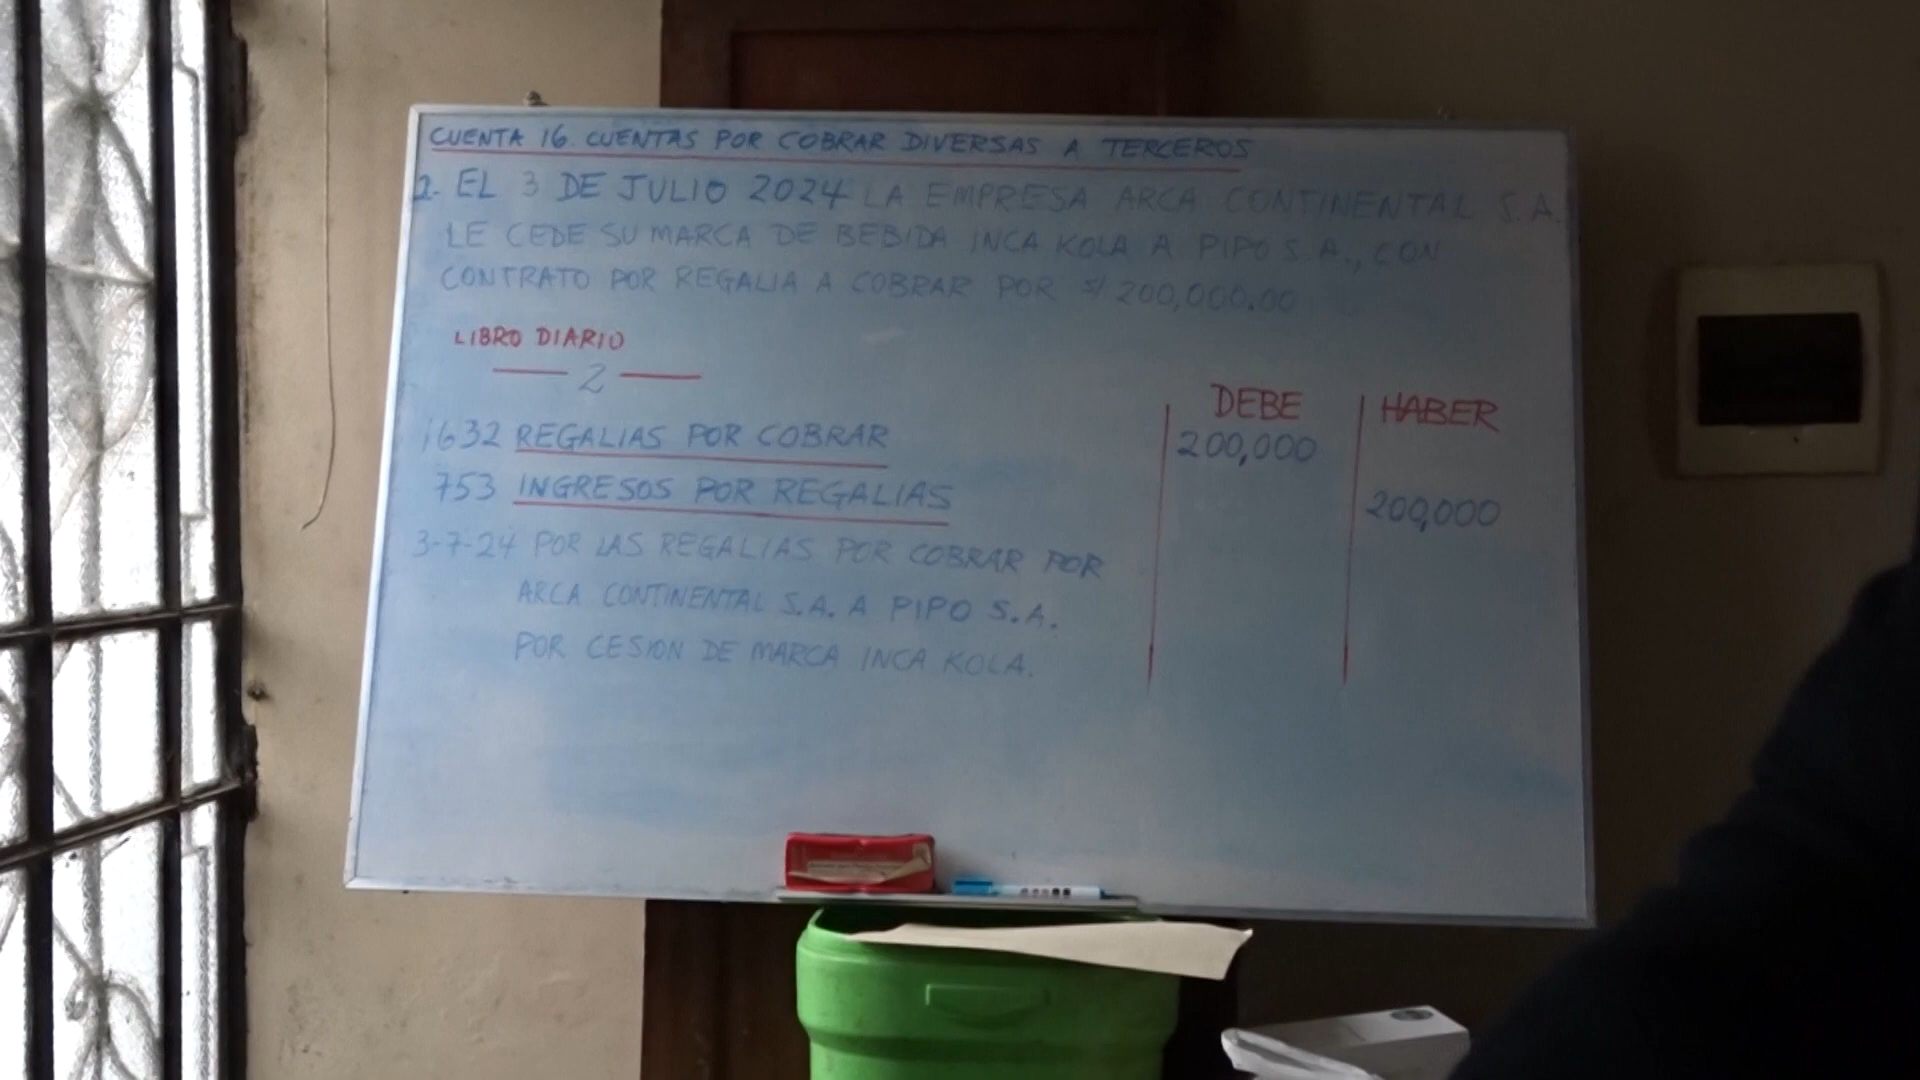 CUENTA 16. CUENTAS POR COBRAR DIVERSAS A TERCEROS
2- EL 3 DE JULIO 2024 LA EMPRESA ARCA CONTINENTAL S.A.
LE CEDE SU MARCA DE BEBIDA INCA KOLA A PIPO S.A., CON
CONTRATO POR REGALIA A COBRAR POR S/ 200,000.00
LIBRO DIARIO
2
DEBE HABER
1632 REGALIAS POR COBRAR 200,000
753 INGRESOS POR REGALIAS 200,000
3-7-24 POR LAS REGALIAS POR COBRAR POR
ARCA CONTINENTAL S.A. A PIPO S.A.
POR CESION DE MARCA INCA KOLA.